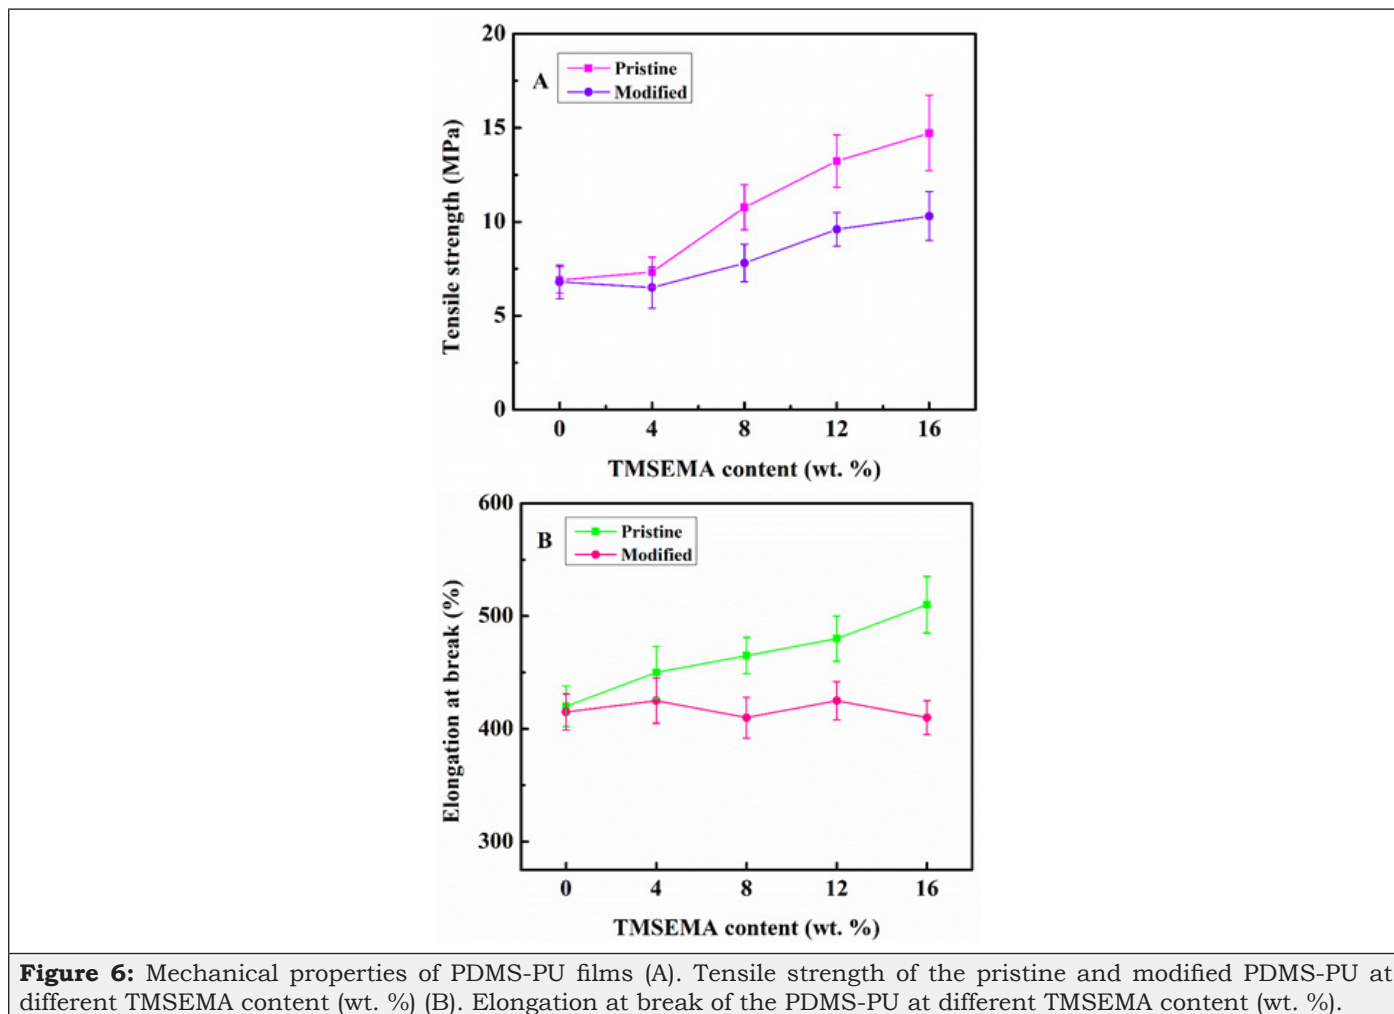 20
15
10
5
0
A
Pristine
Modified
Tensile strength (MPa)
0 4 8 12 16
TMSEMA content (wt. %)
600
500
400
300
B
Pristine
Modified
Elongation at break (%)
0 4 8 12 16
TMSEMA content (wt. %)
Figure 6: Mechanical properties of PDMS-PU films (A). Tensile strength of the pristine and modified PDMS-PU at
different TMSEMA content (wt. %) (B). Elongation at break of the PDMS-PU at different TMSEMA content (wt. %).